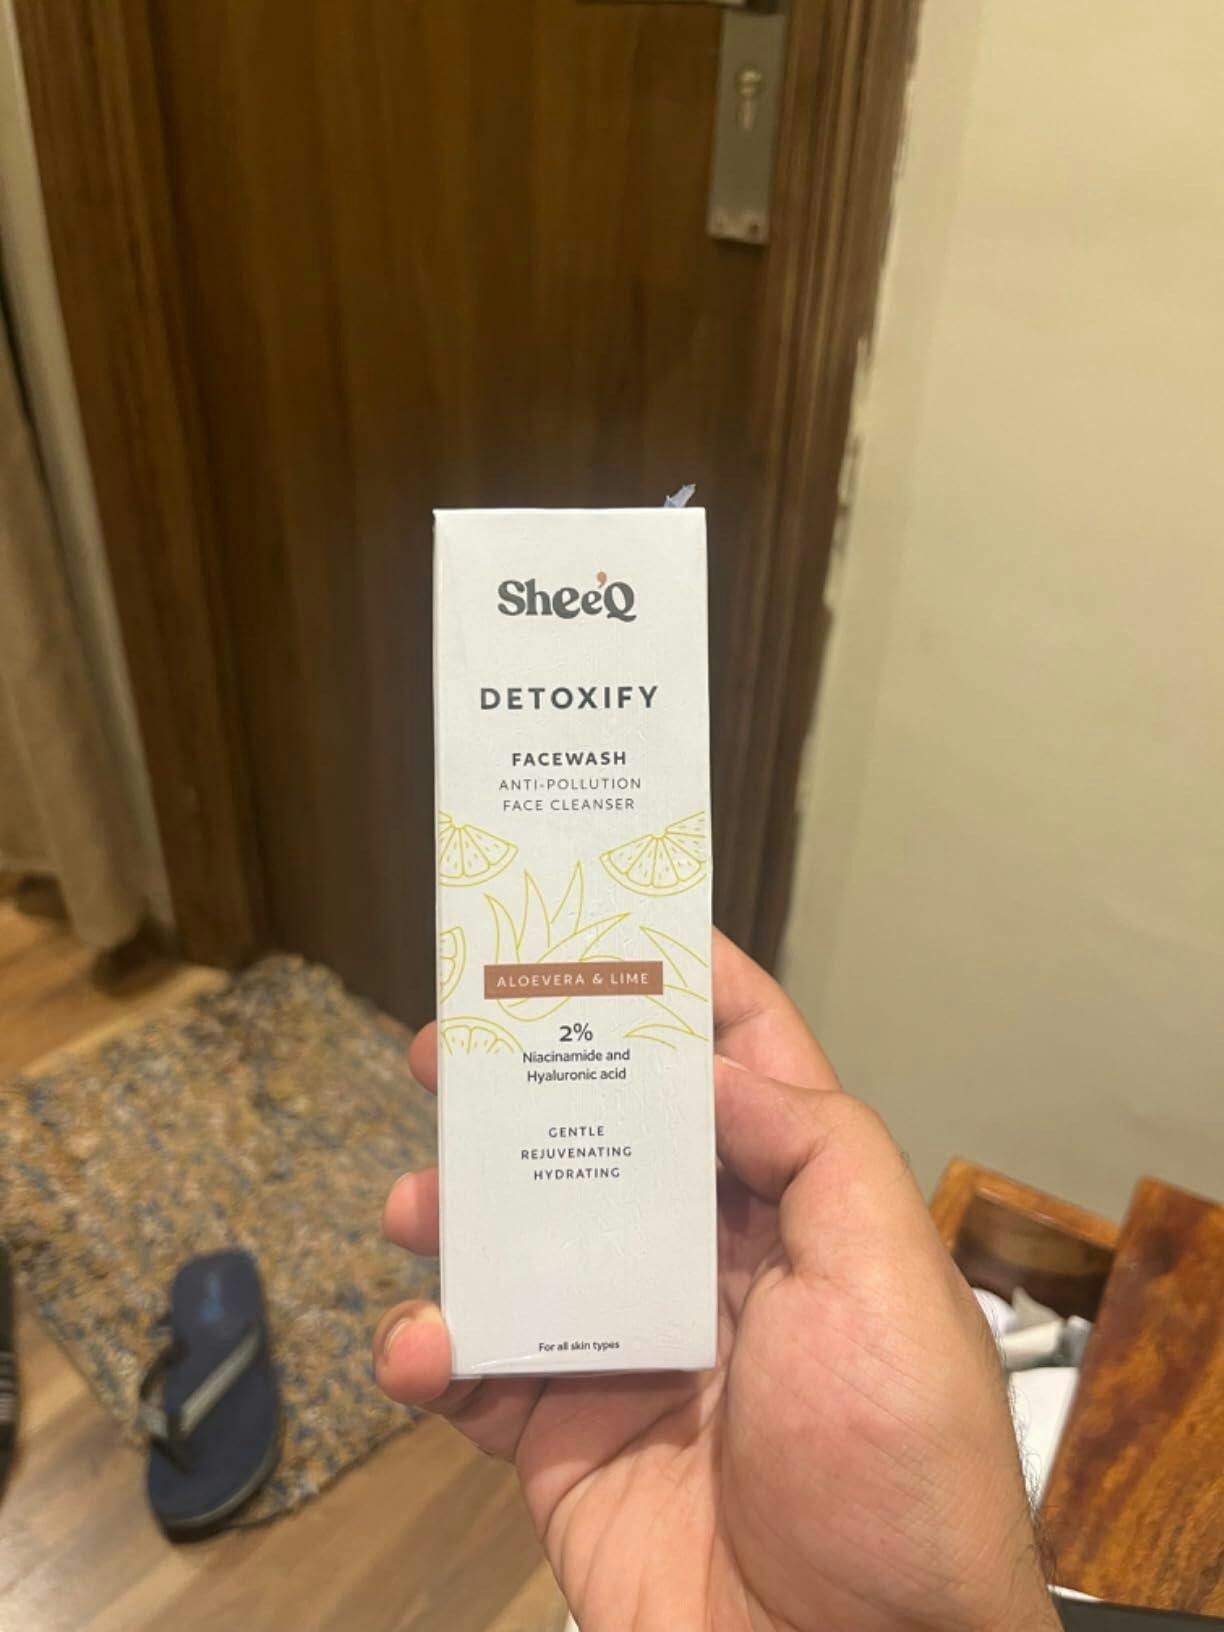 Shee'Q
DETOXIFY
FACEWASH
ANTI-POLLUTION
FACE CLEANSER
ALOEVERA & LIME
2%
Niacinamide and
Hyaluronic acid
GENTLE
REJUVENATING
HYDRATING
For all skin types